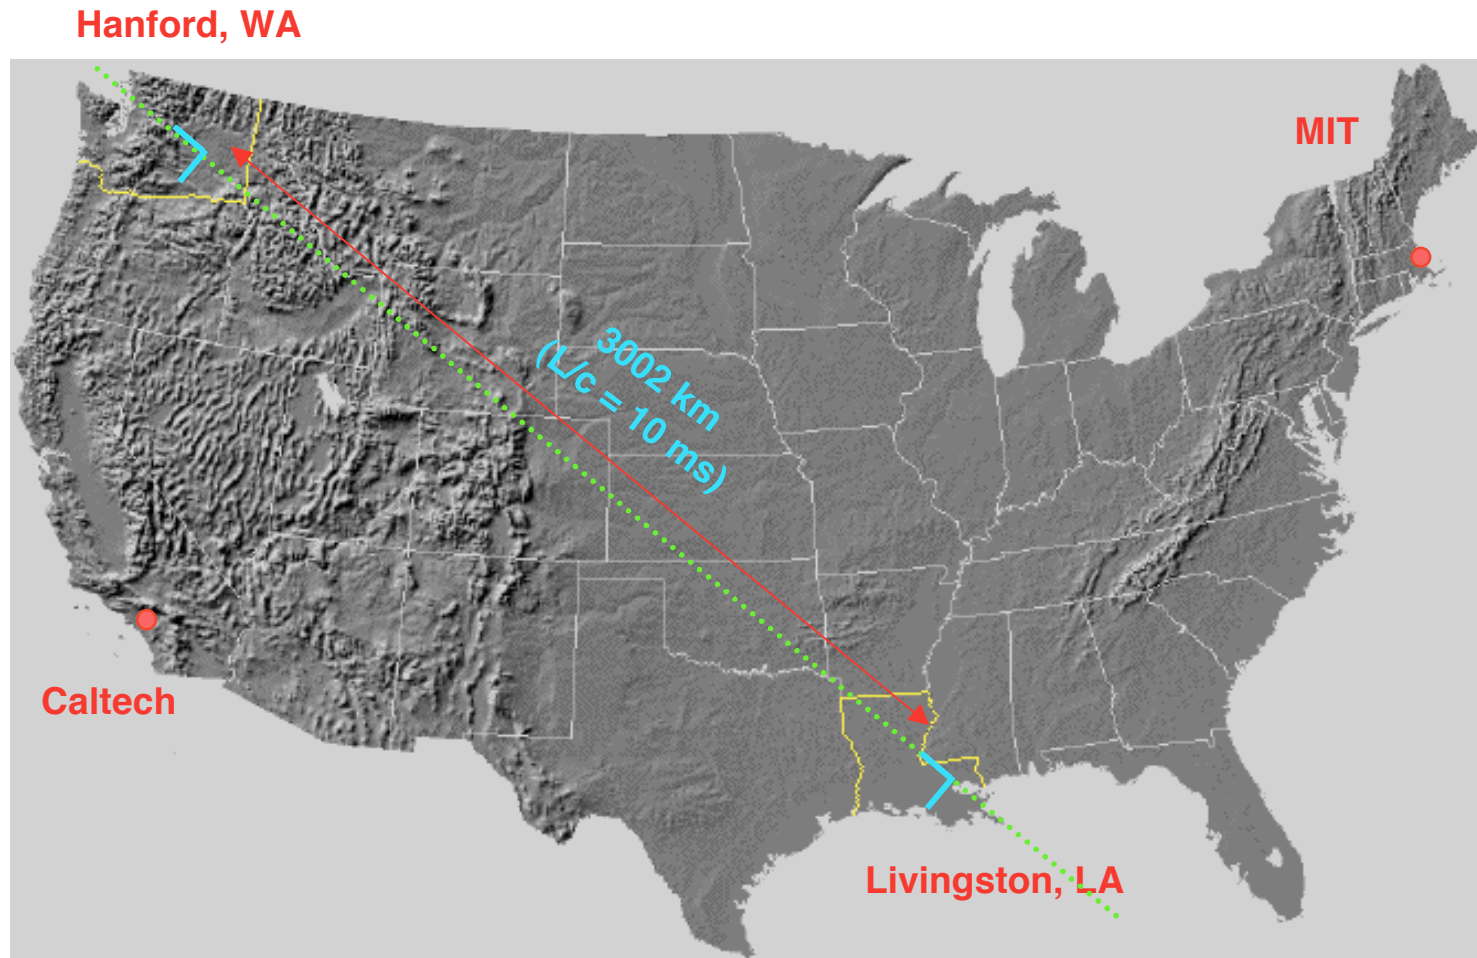 Hanford, WA
MIT
3002 km
(L/c = 10 ms)
Caltech
Livingston, LA